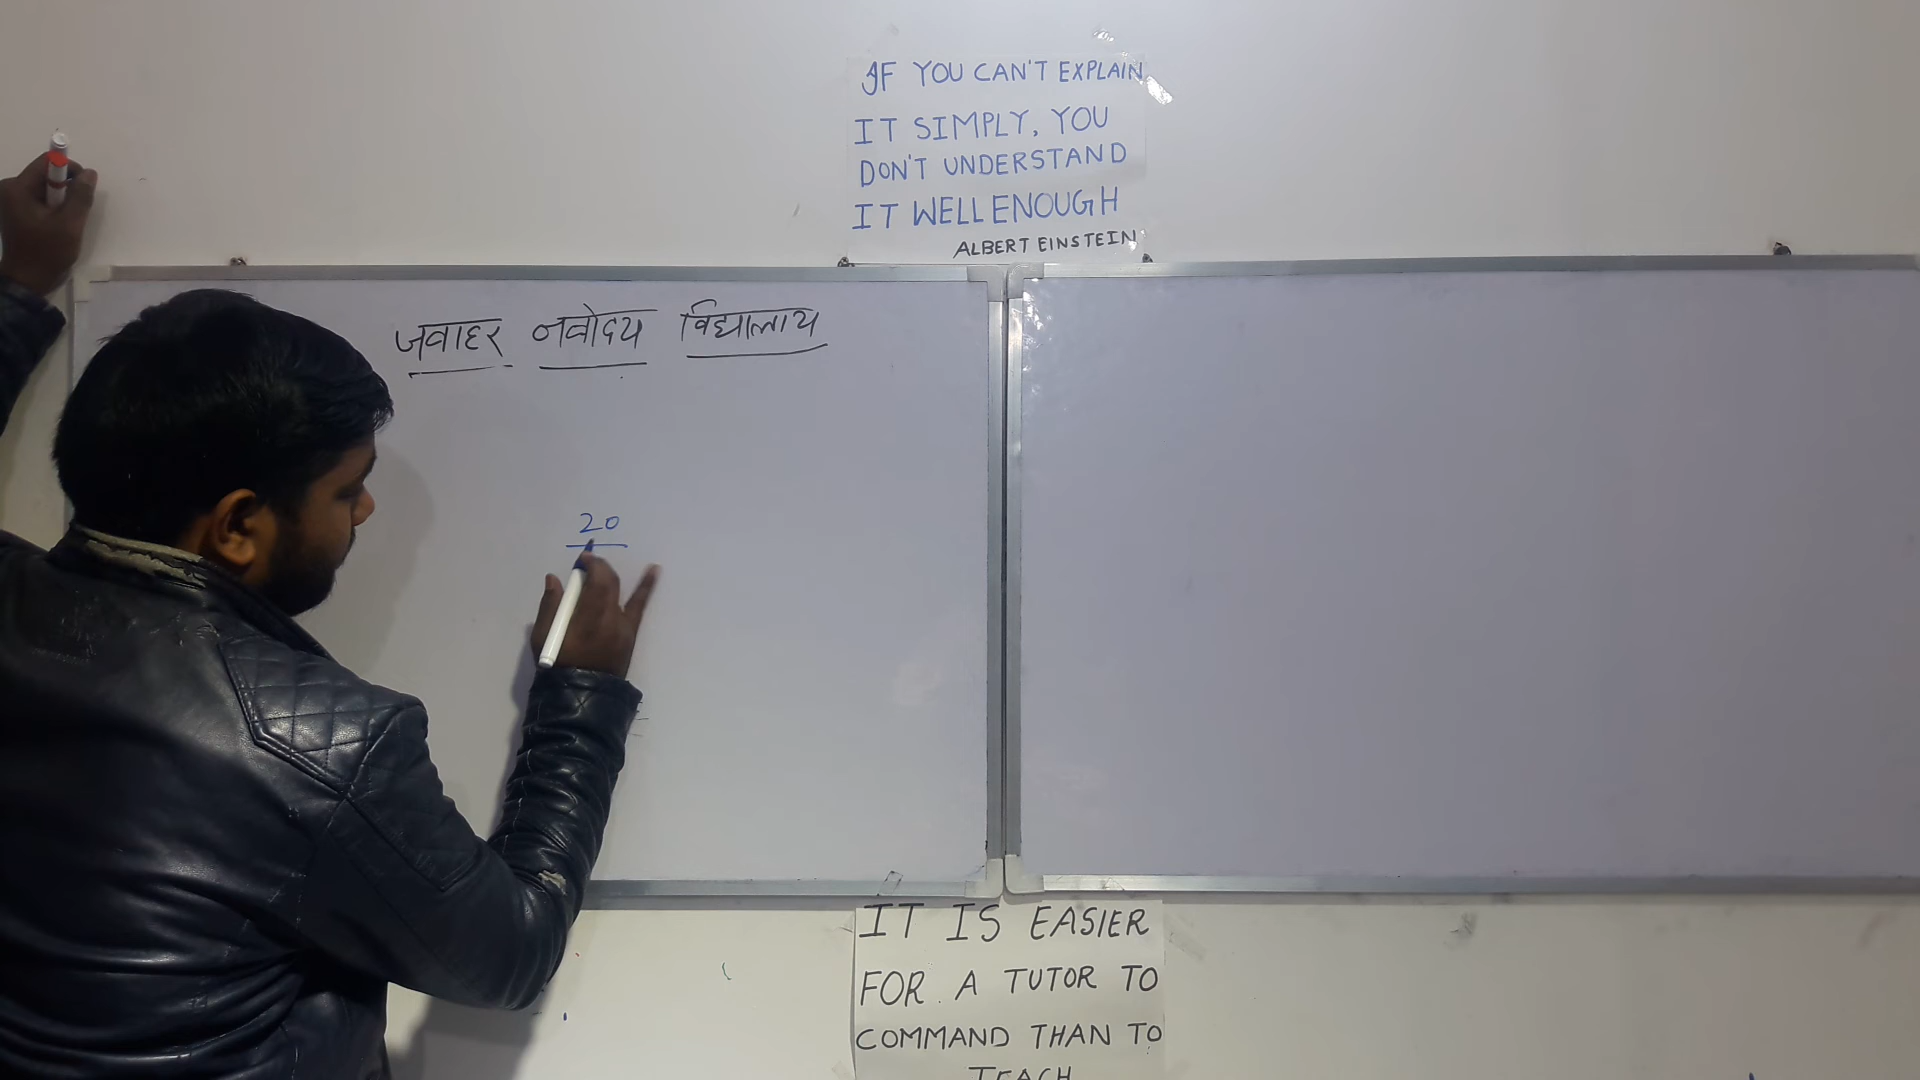 IF YOU CAN'T EXPLAIN
IT SIMPLY, YOU
DON'T UNDERSTAND
IT WELL ENOUGH
ALBERT EINSTEIN
जवाहर नवोदय विद्यालाय
20
IT IS EASIER
FOR A TUTOR TO
COMMAND THAN TO
TEACH